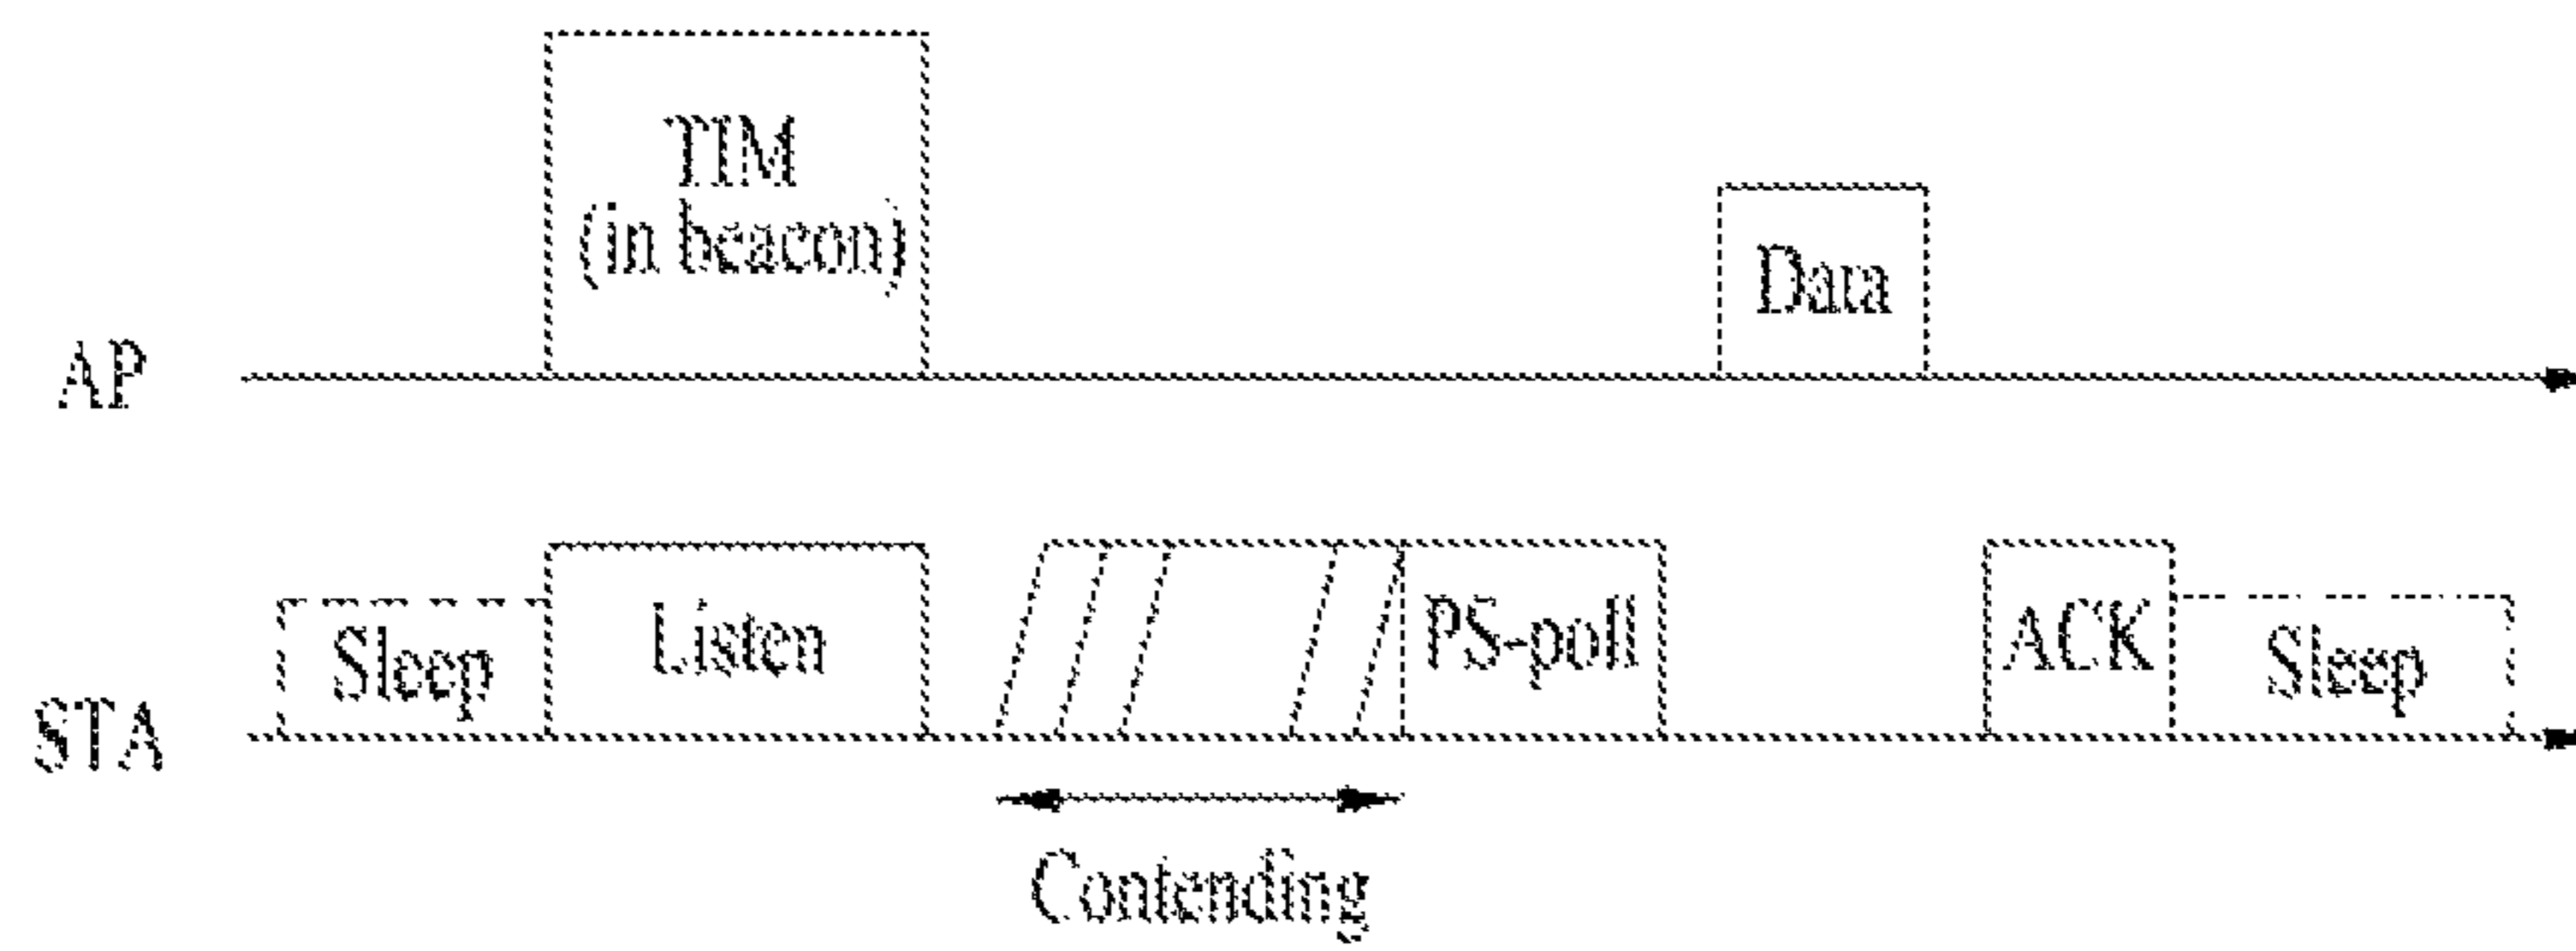 TIM
(in beacon)
Data
AP
Sleep
Listen
PS-poll
ACK
Sleep
STA
Contending